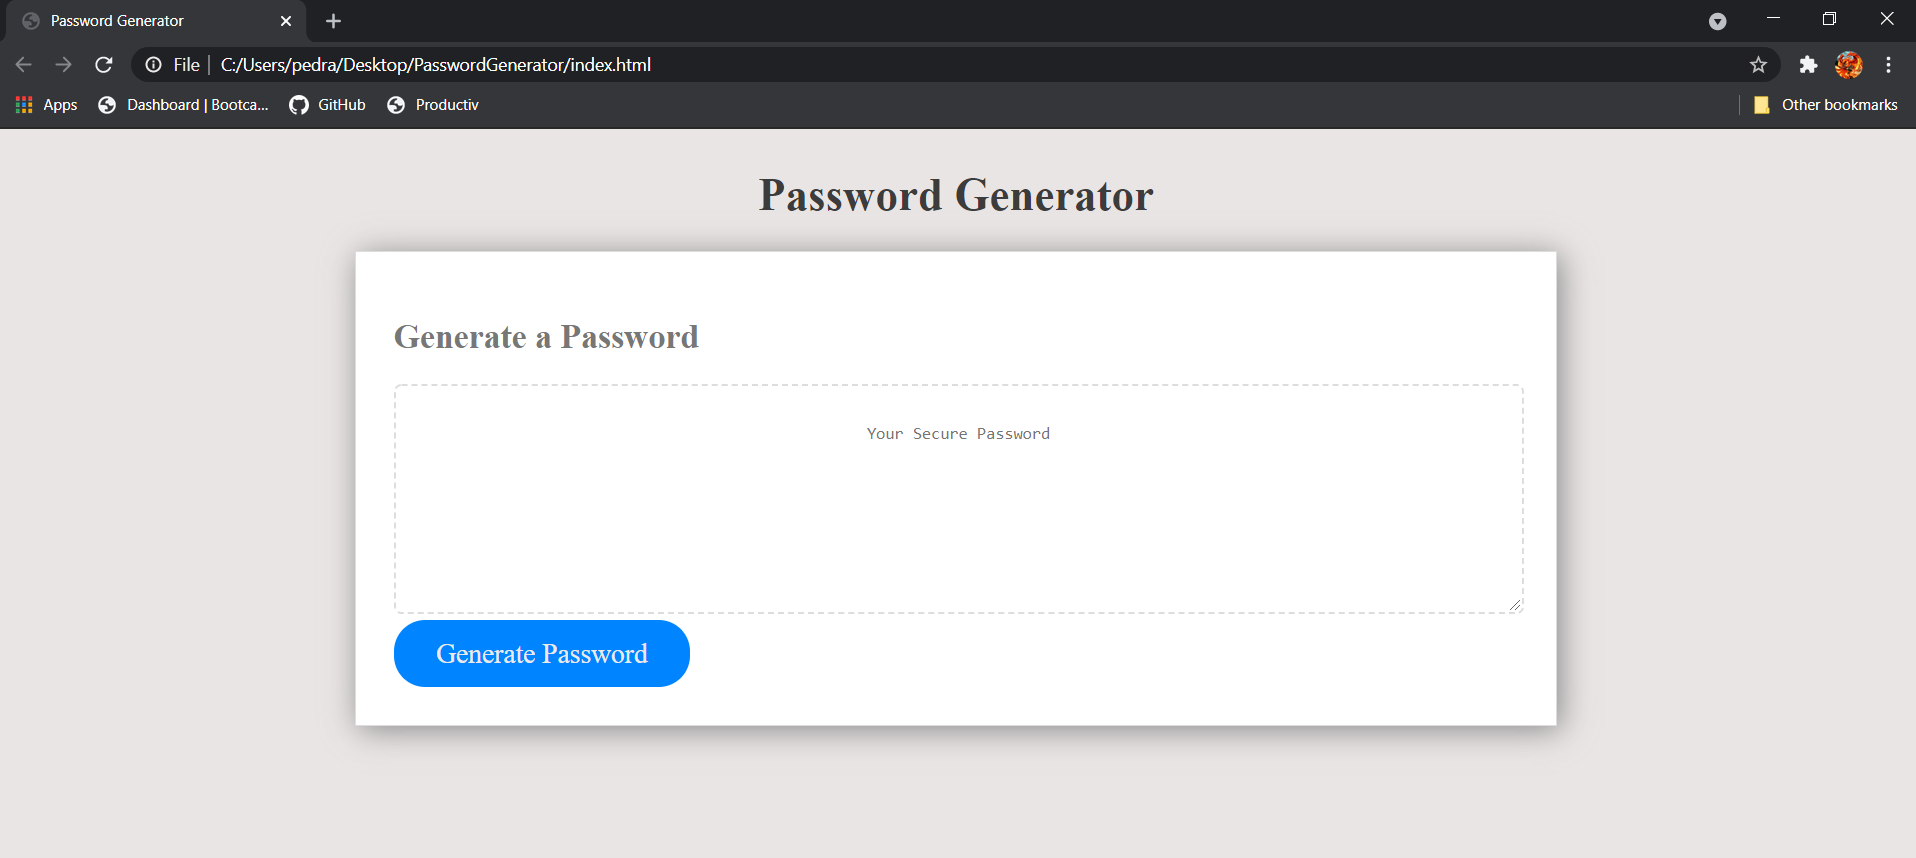 Password Generator
File | C:/Users/pedra/Desktop/PasswordGenerator/index.html
Apps Dashboard | Bootca... GitHub Productiv Other bookmarks
Password Generator
Generate a Password
Your Secure Password
Generate Password